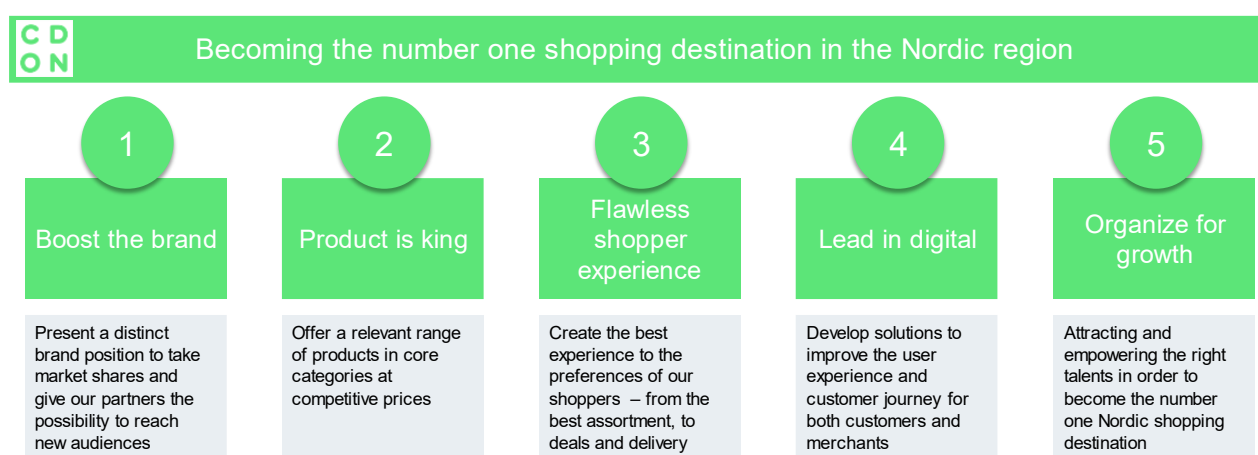 C D
O N
Becoming the number one shopping destination in the Nordic region
1
Boost the brand
Present a distinct
brand position to take
market shares and
give our partners the
possibility to reach
new audiences
2
Product is king
Offer a relevant range
of products in core
categories at
competitive prices
3
Flawless
shopper
experience
Create the best
experience to the
preferences of our
shoppers – from the
best assortment, to
deals and delivery
4
Lead in digital
Develop solutions to
improve the user
experience and
customer journey for
both customers and
merchants
5
Organize for
growth
Attracting and
empowering the right
talents in order to
become the number
one Nordic shopping
destination